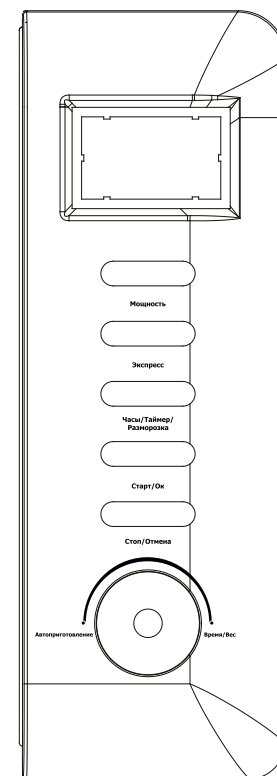 Мощность
Экспресс
Часы/Таймер/
Разморозка
Старт/Ок
Стоп/Отмена
Автоприготовление
Время/Вес